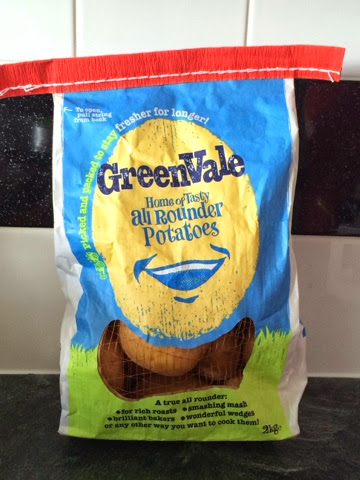 To open,
pull string
from back
Picked and packed to stay fresher for longer!
GreenVale
Home of Tasty
all Rounder
Potatoes
A true all rounder:
• for rich roasts • smashing mash
• brilliant bakers • wonderful wedges
or any other way you want to cook them!
2kg e